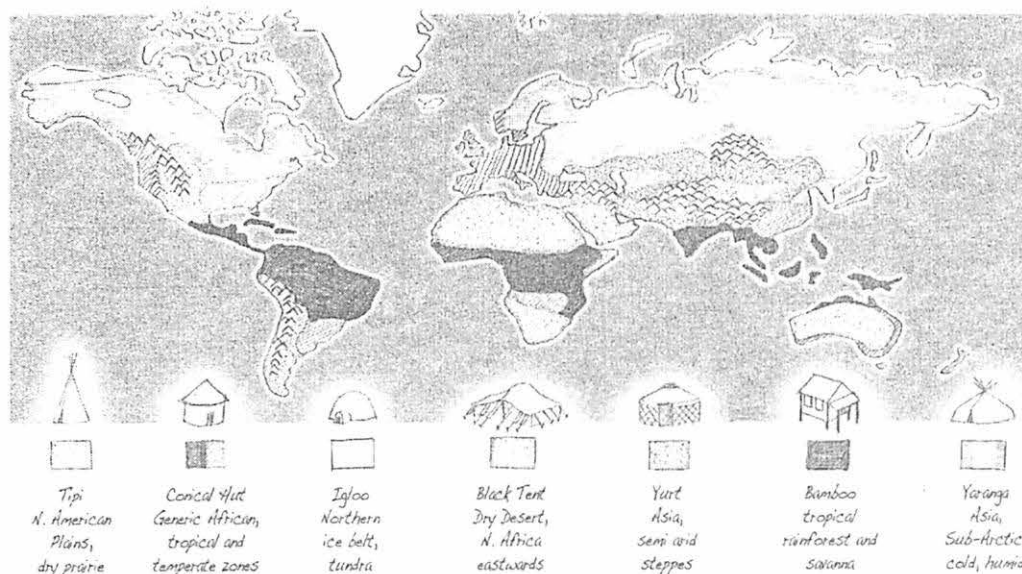 Tipi
N. American
Plains,
dry prairie
Conical Hut
Generic African,
tropical and
temperate zones
Igloo
Northern
ice belt,
tundra
Black Tent
Dry Desert,
N. Africa
eastwards
Yurt
Asia,
semi arid
steppes
Bamboo
tropical
rainforest and
savanna
Yaranga
Asia,
Sub-Arctic
cold, humid